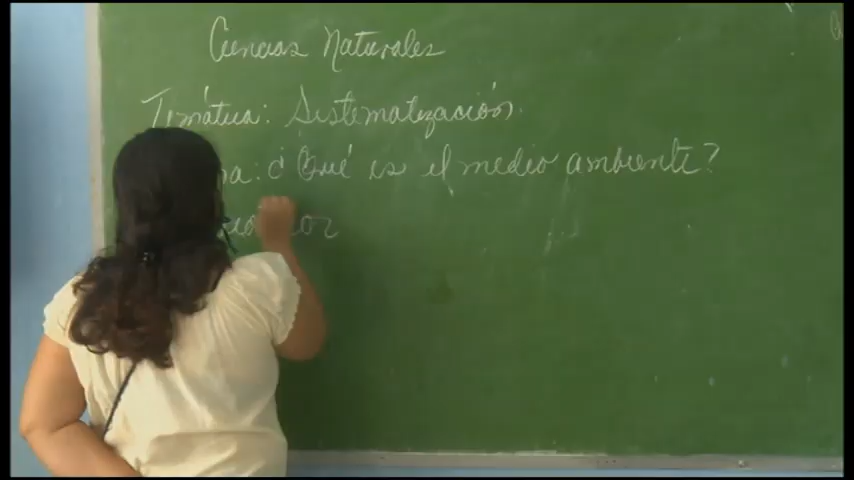 Ciencias Naturales
Temática: Sistematización
¿Qué es el medio ambiente?